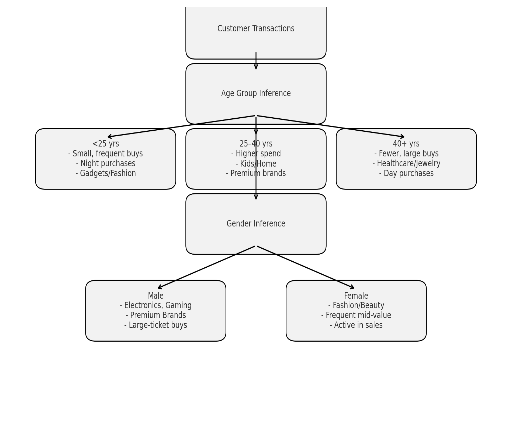 Customer Transactions
Age Group Inference
<25 yrs
- Small, frequent buys
- Night purchases
- Gadgets/Fashion
25–40 yrs
- Higher spend
- Kids/Home
- Premium brands
40+ yrs
- Fewer, large buys
- Healthcare/Jewelry
- Day purchases
Gender Inference
Male
- Electronics, Gaming
- Premium Brands
- Large-ticket buys
Female
- Fashion/Beauty
- Frequent mid-value
- Active in sales